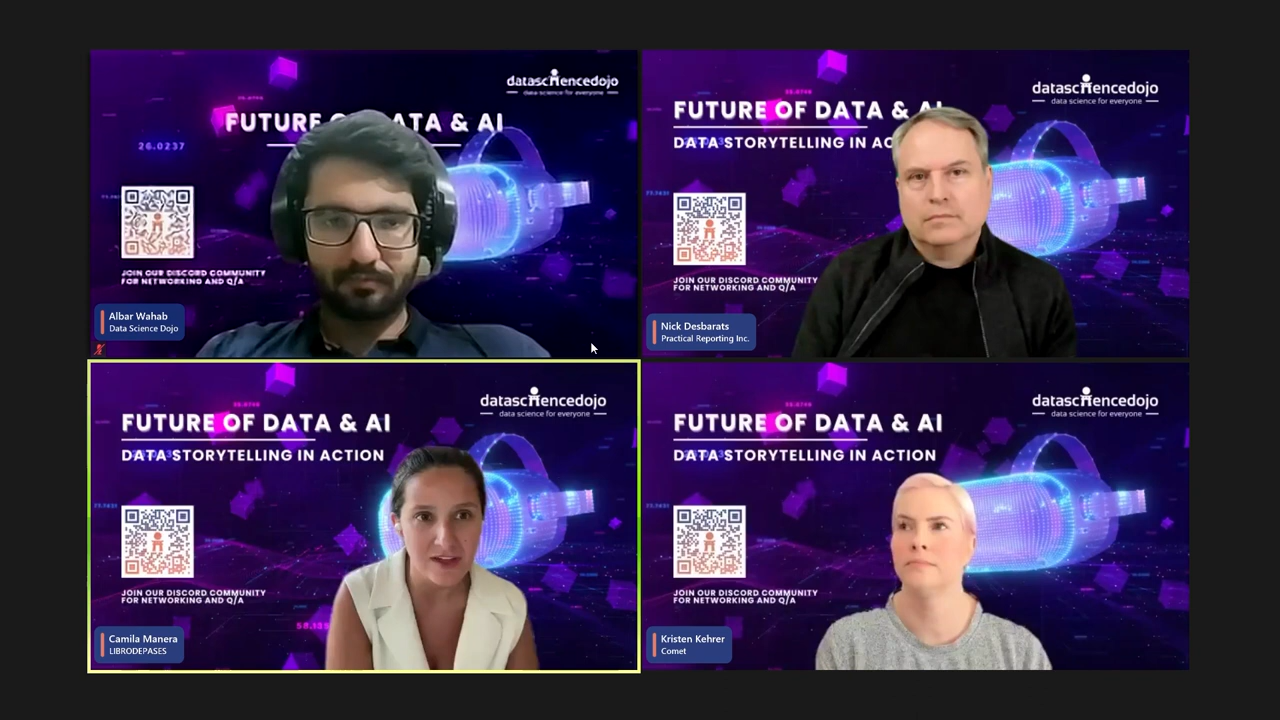 datasciencedojo
data science for everyone
FUTURE OF DATA & AI
26.0237
JOIN OUR DISCORD COMMUNITY
FOR NETWORKING AND Q/A
Albar Wahab
Data Science Dojo
datasciencedojo
data science for everyone
FUTURE OF DATA & AI
DATA STORYTELLING IN AC
JOIN OUR DISCORD COMMUNITY
FOR NETWORKING AND Q/A
Nick Desbarats
Practical Reporting Inc.
datasciencedojo
data science for everyone
FUTURE OF DATA & AI
DATA STORYTELLING IN ACTION
JOIN OUR DISCORD COMMUNITY
FOR NETWORKING AND Q/A
Camila Manera
LIBRODEPASES
datasciencedojo
data science for everyone
FUTURE OF DATA & AI
DATA STORYTELLING IN ACTION
JOIN OUR DISCORD COMMUNITY
FOR NETWORKING AND Q/A
Kristen Kehrer
Comet